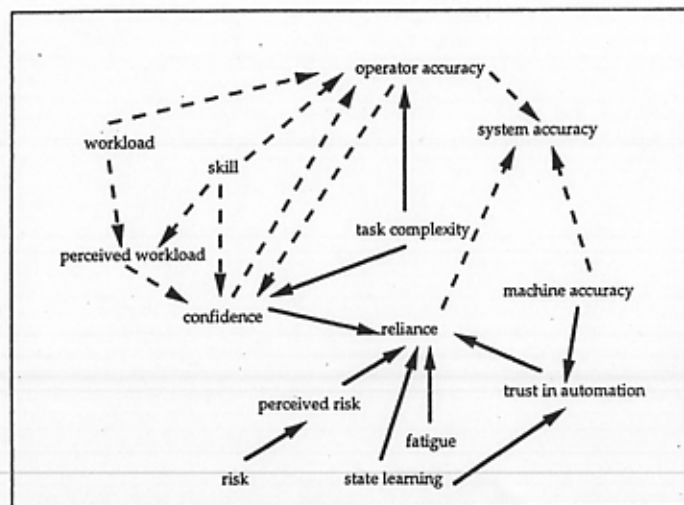 operator accuracy
system accuracy
workload
skill
task complexity
perceived workload
machine accuracy
confidence
reliance
trust in automation
perceived risk
fatigue
risk
state learning